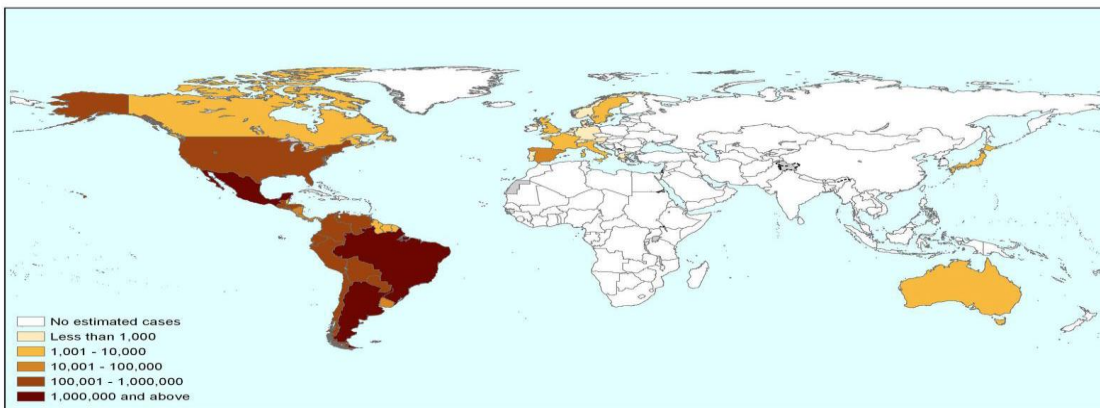 No estimated cases
Less than 1,000
1,001 - 10,000
10,001 - 100,000
100,001 - 1,000,000
1,000,000 and above